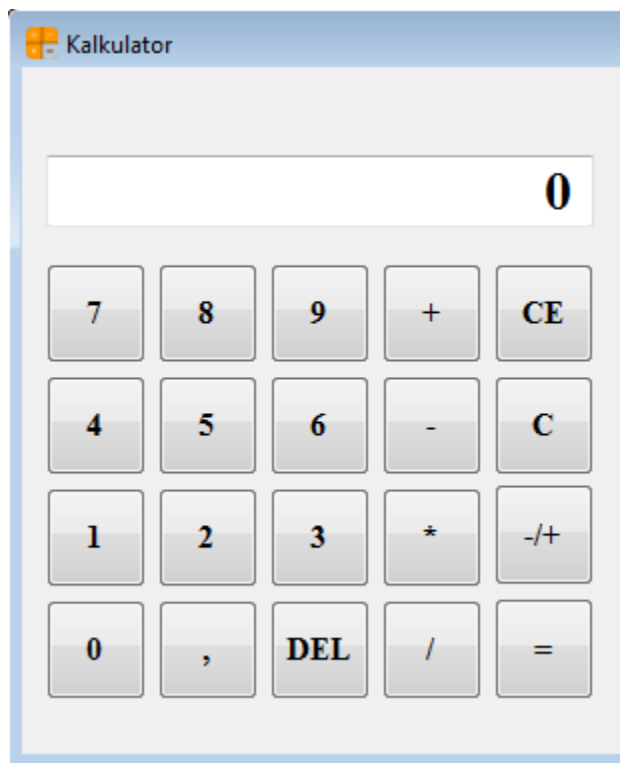 Kalkulator
0
7 8 9 + CE
4 5 6 - C
1 2 3 * -/+
0 , DEL / =